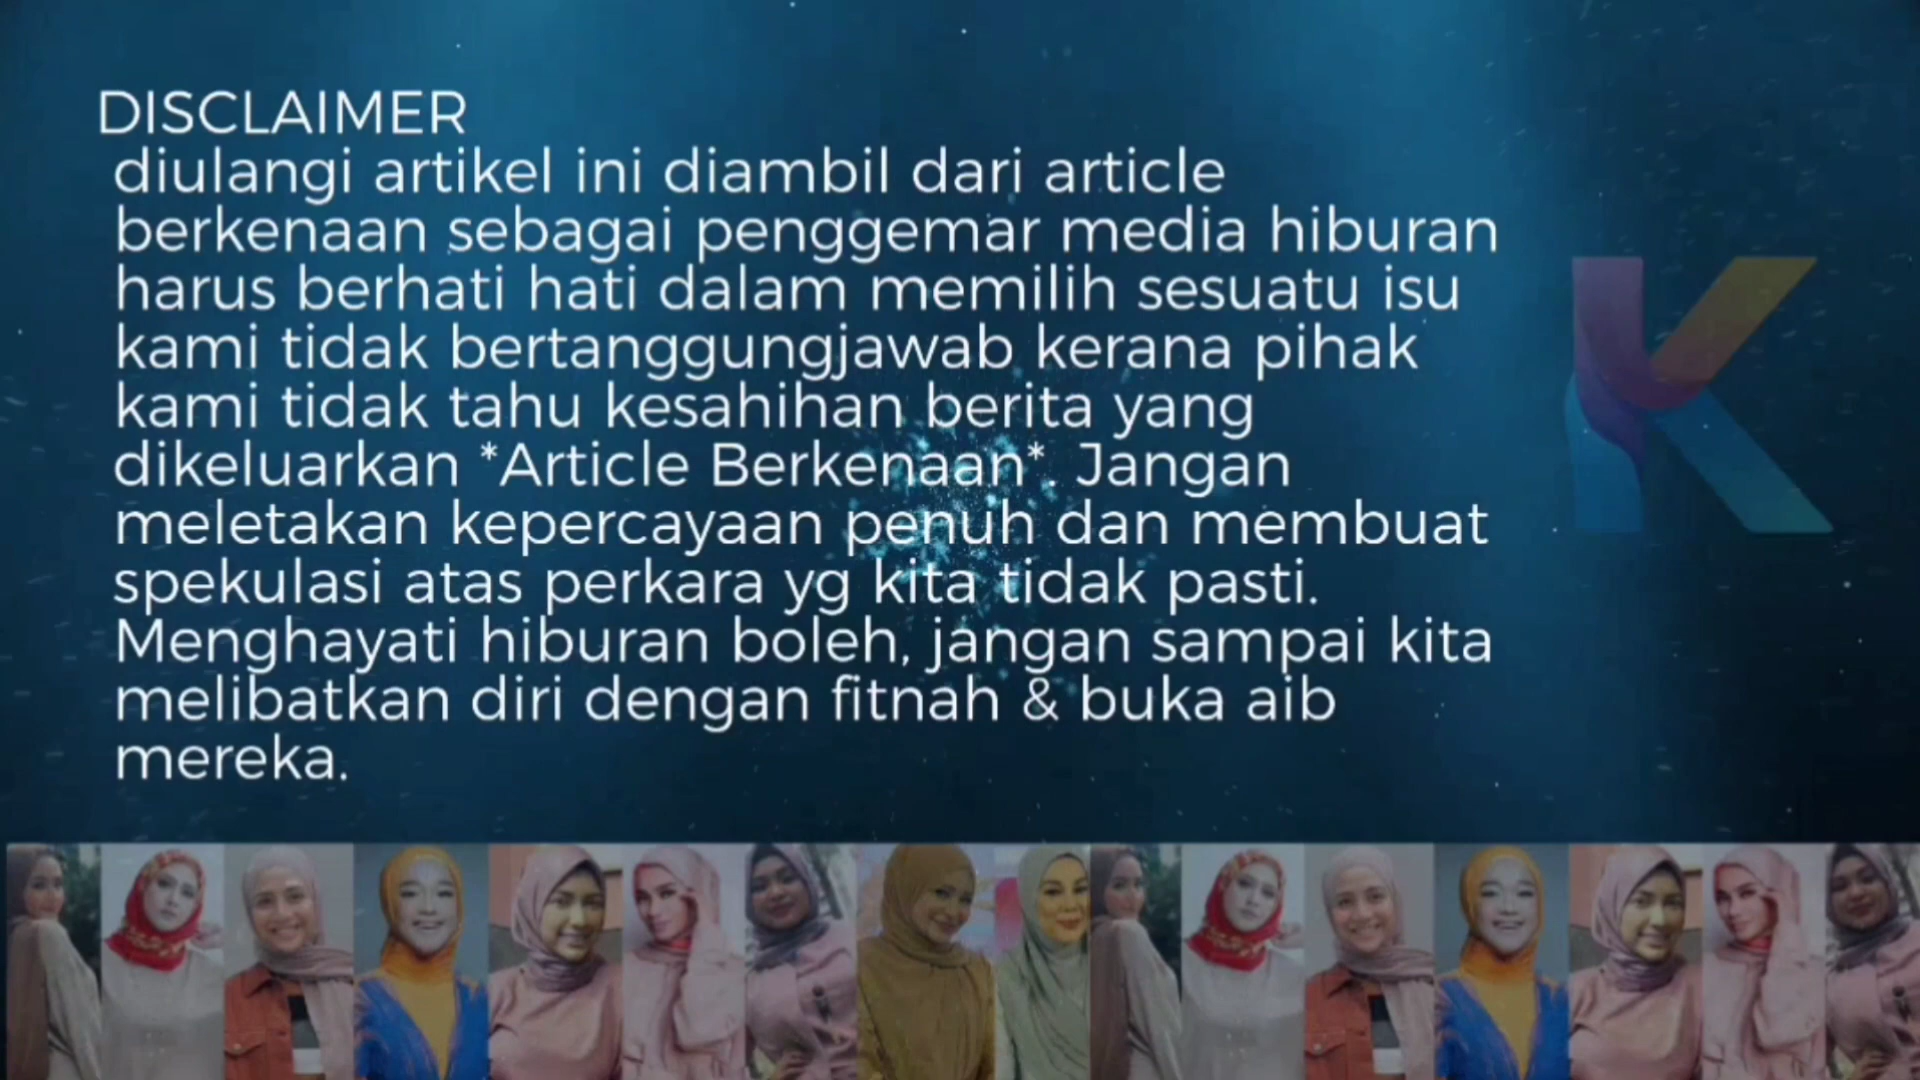 DISCLAIMER
diulangi artikel ini diambil dari article
berkenaan sebagai penggemar media hiburan
harus berhati hati dalam memilih sesuatu isu
kami tidak bertanggungjawab kerana pihak
kami tidak tahu kesahihan berita yang
dikeluarkan *Article Berkenaan*. Jangan
meletakan kepercayaan penuh dan membuat
spekulasi atas perkara yg kita tidak pasti.
Menghayati hiburan boleh, jangan sampai kita
melibatkan diri dengan fitnah & buka aib
mereka.
K